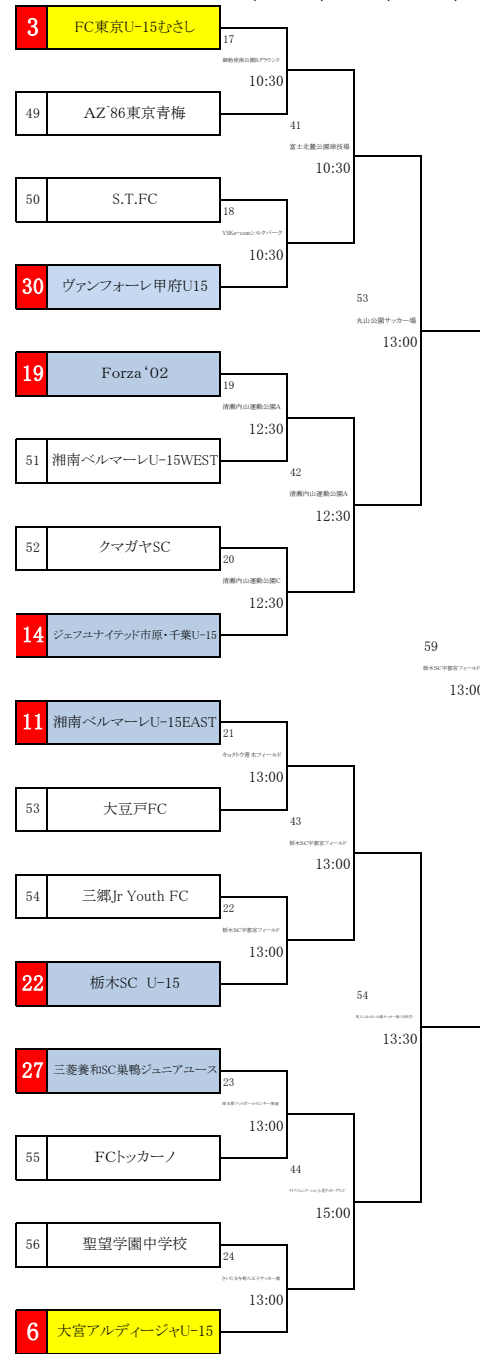 3 FC東京U-15むさし
17
10:30
49 AZ`86東京青梅
41
富士北麓公園球技場
10:30
50 S.T.FC
18
10:30
30 ヴァンフォーレ甲府U15
53
丸山公園サッカー場
13:00
19 Forza‘02
19
清瀬内山運動公園A
12:30
51 湘南ベルマーレU-15WEST
42
清瀬内山運動公園A
12:30
52 クマガヤSC
20
清瀬内山運動公園C
12:30
14 ジェフユナイテッド市原・千葉U-15
59
栃木SC宇都宮フィールド
13:00
11 湘南ベルマーレU-15EAST
21
13:00
53 大豆戸FC
43
栃木SC宇都宮フィールド
13:00
54 三郷Jr Youth FC
22
栃木SC宇都宮フィールド
13:00
22 栃木SC U-15
54
13:30
27 三菱養和SC巣鴨ジュニアユース
23
13:00
55 FCトッカーノ
44
15:00
56 聖望学園中学校
24
13:00
6 大宮アルディージャU-15